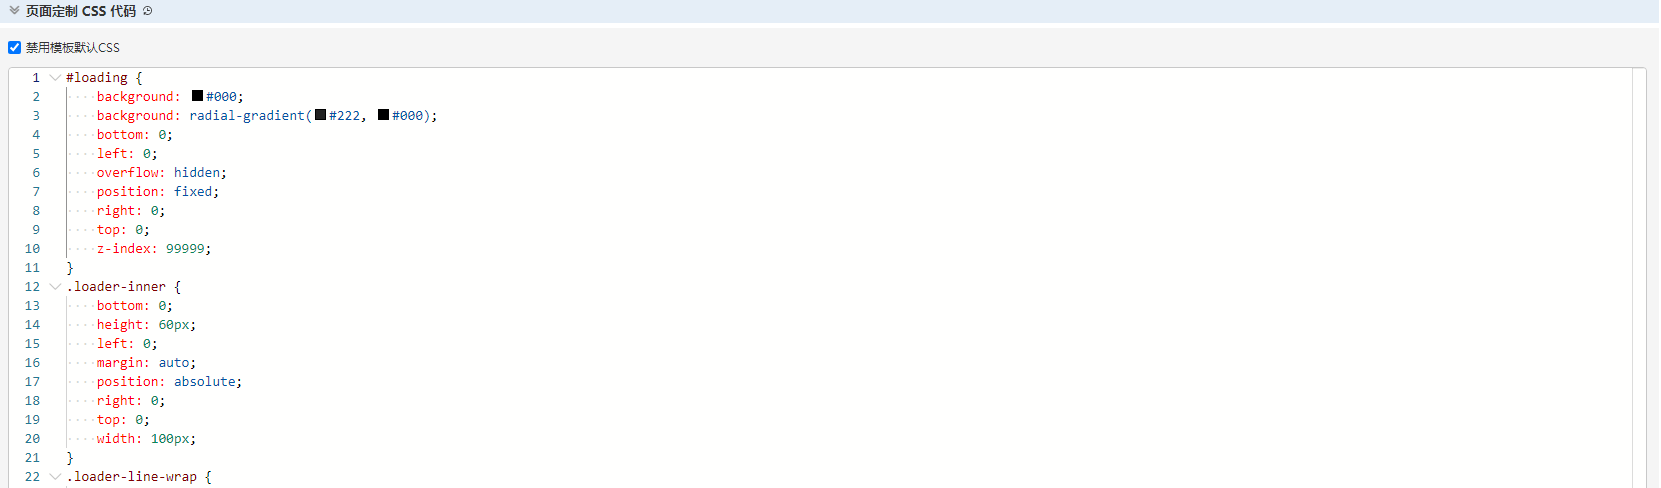 页面定制 CSS 代码
禁用模板默认CSS
1 #loading {
2 ····background: #000;
3 ····background: radial-gradient(#222, #000);
4 ····bottom: 0;
5 ····left: 0;
6 ····overflow: hidden;
7 ····position: fixed;
8 ····right: 0;
9 ····top: 0;
10 ····z-index: 99999;
11 }
12 .loader-inner {
13 ····bottom: 0;
14 ····height: 60px;
15 ····left: 0;
16 ····margin: auto;
17 ····position: absolute;
18 ····right: 0;
19 ····top: 0;
20 ····width: 100px;
21 }
22 .loader-line-wrap {